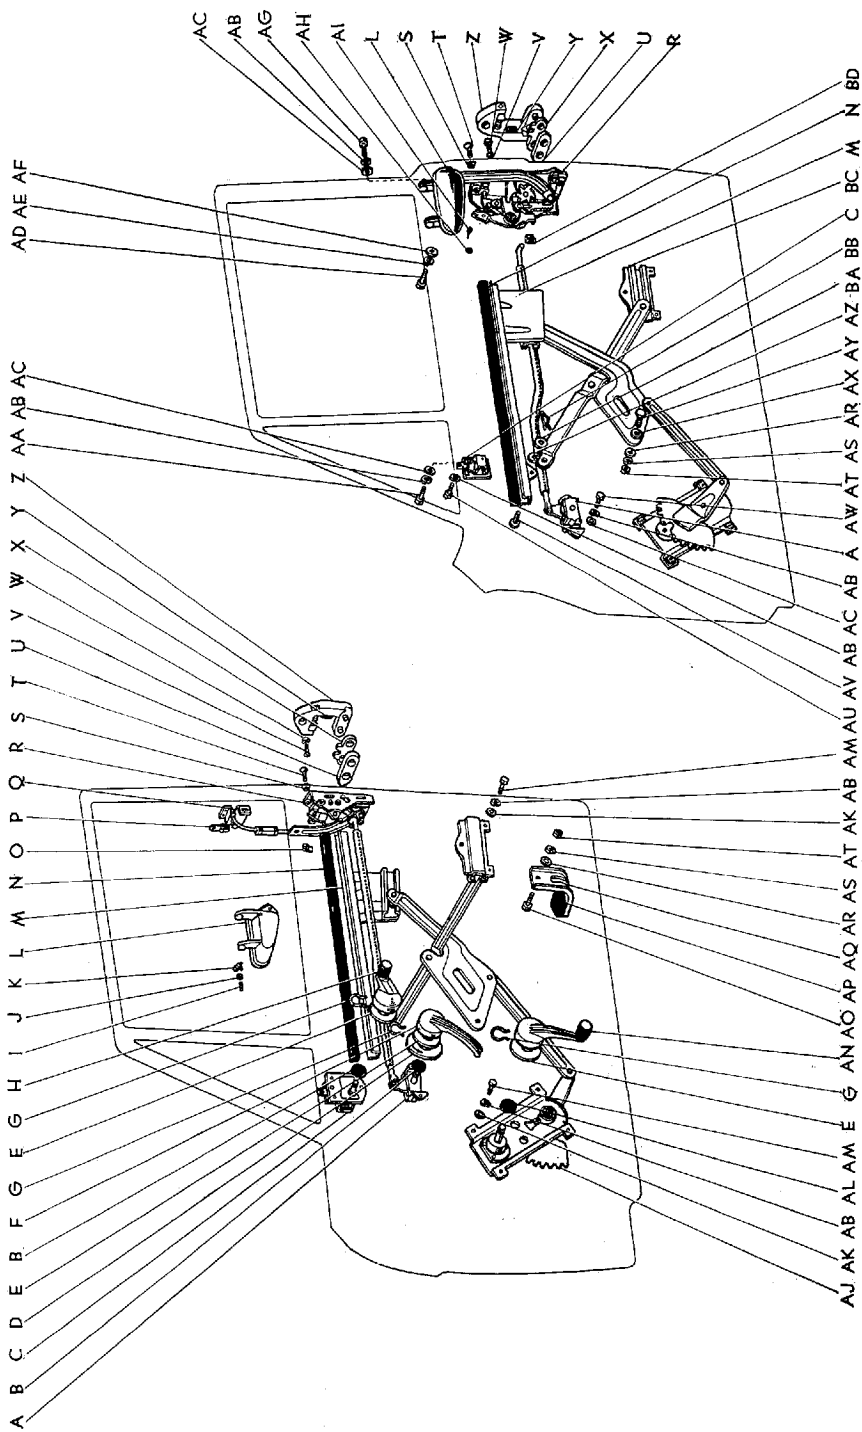 AC AB AG AH AI L S T Z W V Y X U R
BD N M BC C BB BA AZ AY AX AR AS AT AW A AB AC AB AV AU
AF AE AD
AC AB AA
Z Y X W V U T S R Q P O N M L K J I H G E G F B E D C B A
AM AB AK AT AS AR AQ AP AO AN G E AM AL AB AK AJ